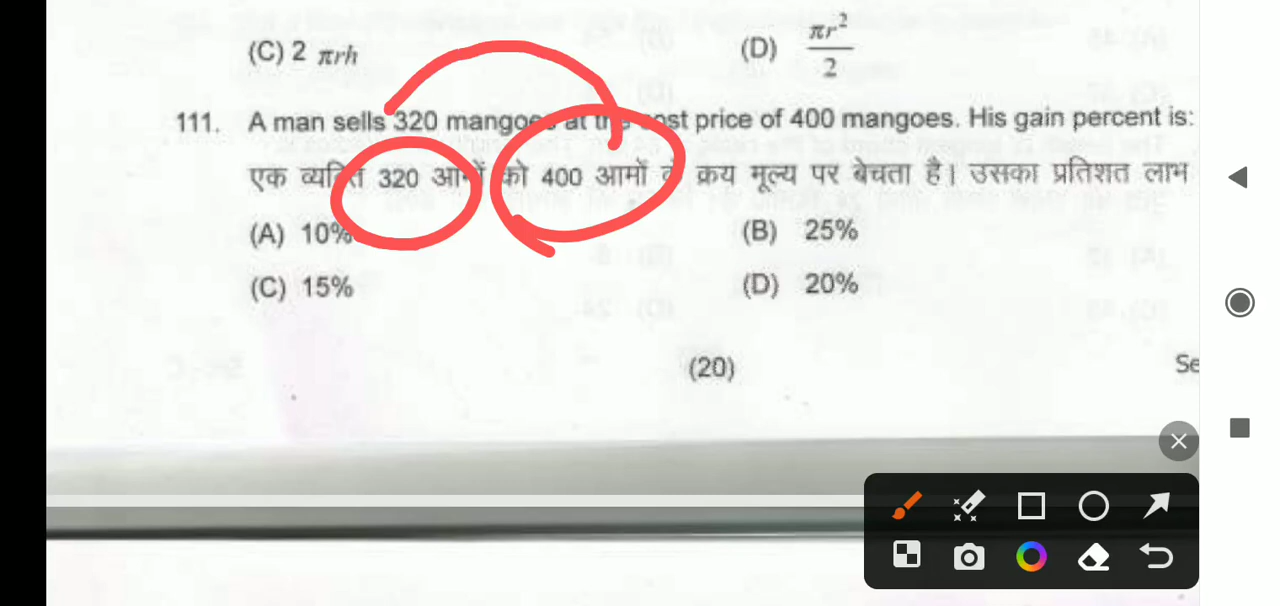 (C) 2 πrh
(D) πr²/2
111. A man sells 320 mangoes at the cost price of 400 mangoes. His gain percent is:
एक व्यक्ति 320 आमों को 400 आमों के क्रय मूल्य पर बेचता है। उसका प्रतिशत लाभ
(A) 10%
(B) 25%
(C) 15%
(D) 20%
(20)
Se